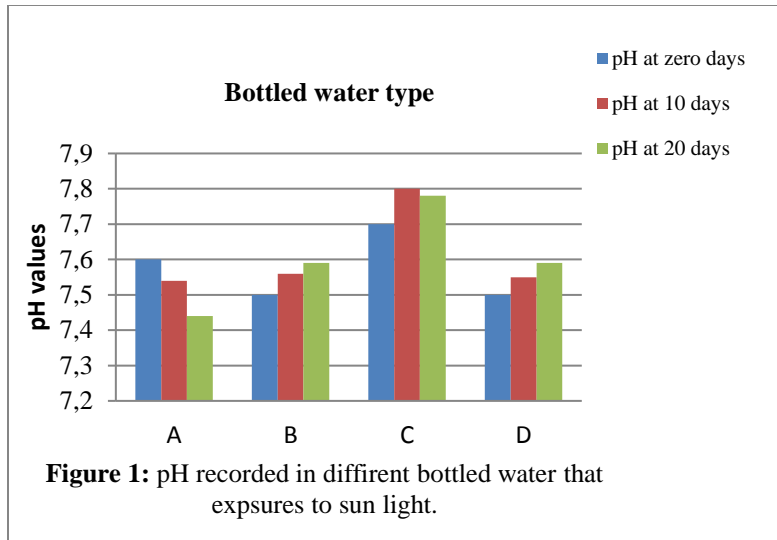 Bottled water type
pH at zero days
pH at 10 days
pH at 20 days
pH values
7,9
7,8
7,7
7,6
7,5
7,4
7,3
7,2
A B C D
Figure 1: pH recorded in diffirent bottled water that
expsures to sun light.